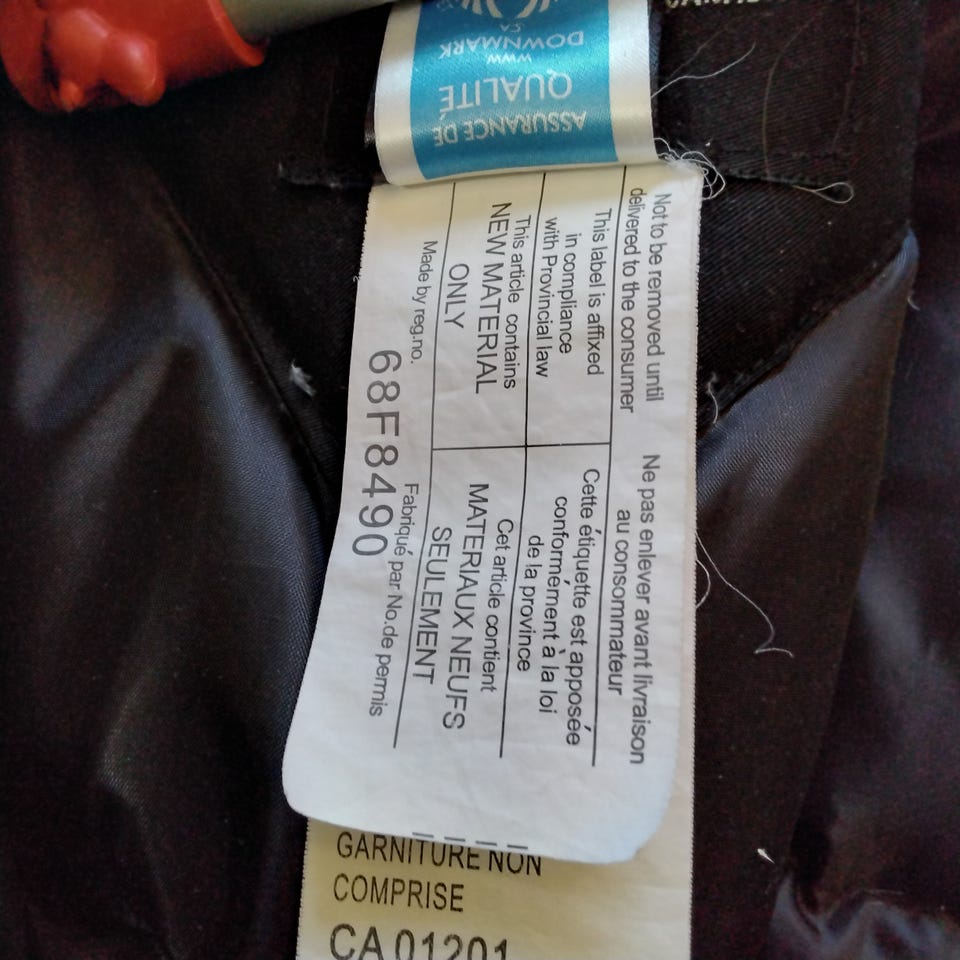 ASSURANCE DE
QUALITÉ
WWW
DOWNMARK
CA
Not to be removed until
delivered to the consumer
Ne pas enlever avant livraison
au consommateur
This label is affixed
in compliance
with Provincial law
Cette étiquette est apposée
conformément à la loi
de la province
This article contains
NEW MATERIAL
ONLY
Cet article contient
MATERIAUX NEUFS
SEULEMENT
Made by reg.no.
Fabriqué par No.de permis
68F8490
GARNITURE NON
COMPRISE
CA 01201